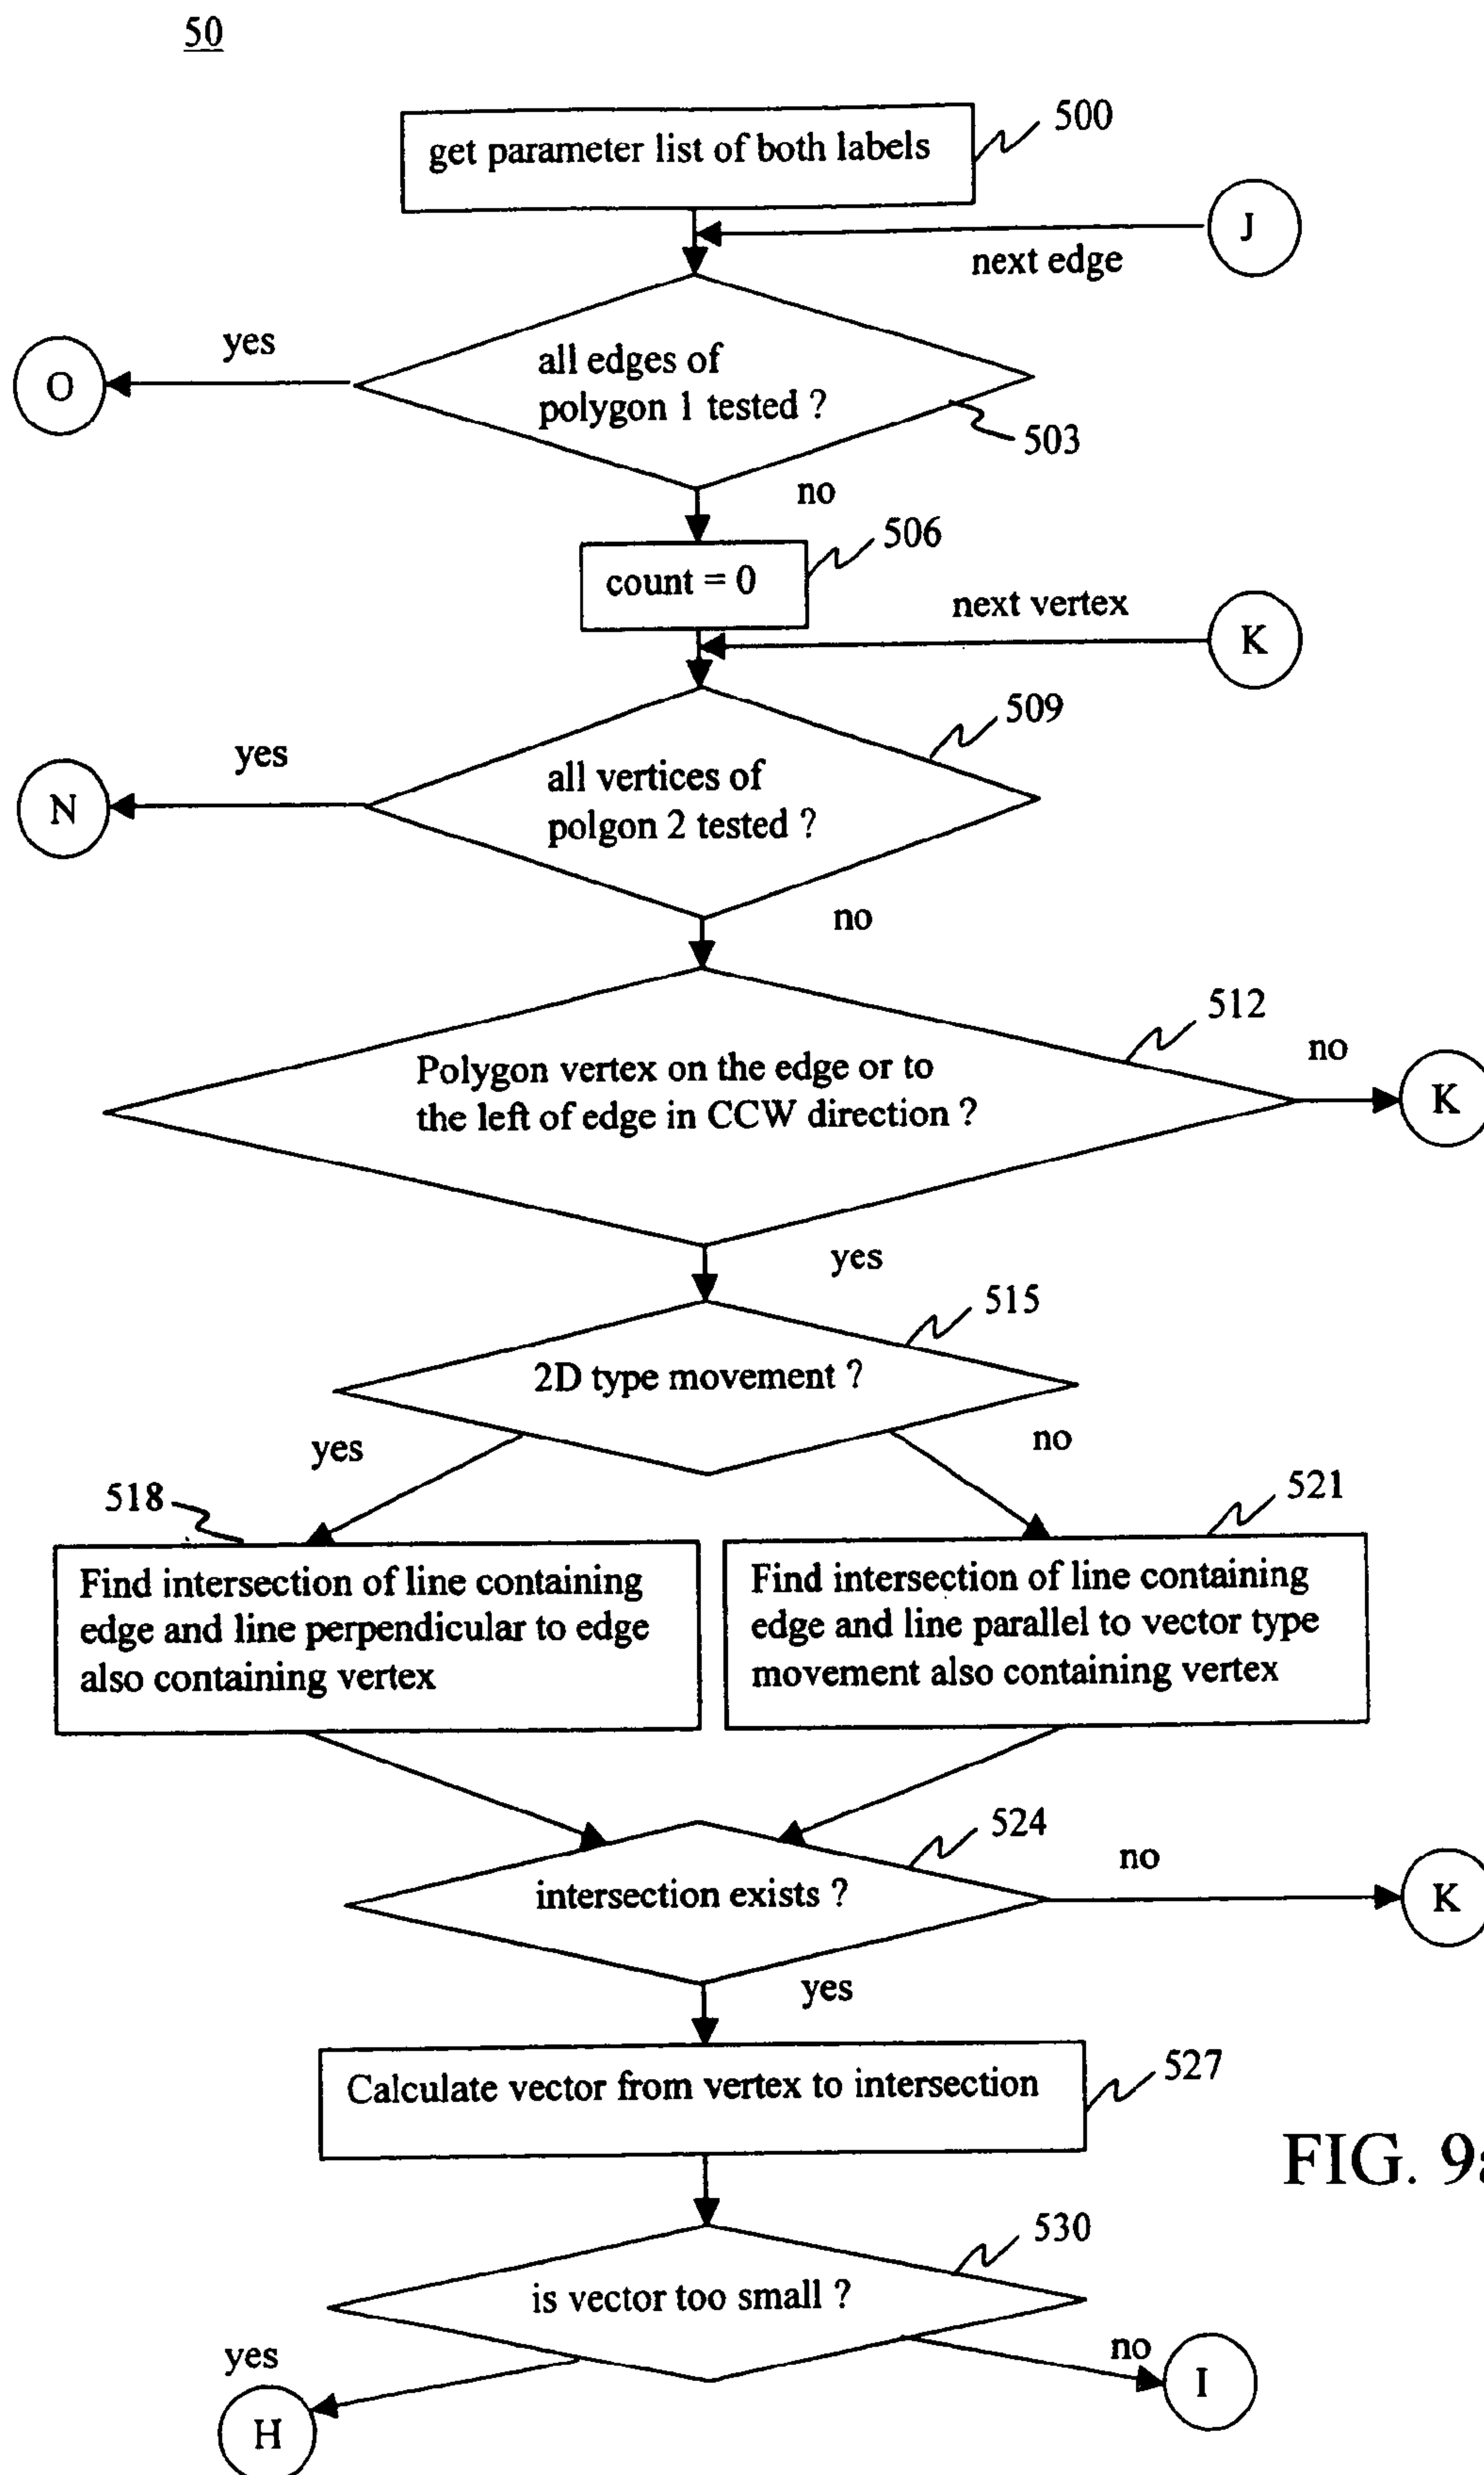 50
get parameter list of both labels
500
J
next edge
yes
O
all edges of
polygon 1 tested ?
503
no
506
count = 0
next vertex
K
509
yes
N
all vertices of
polgon 2 tested ?
no
512
no
Polygon vertex on the edge or to
the left of edge in CCW direction ?
K
yes
515
2D type movement ?
yes
no
518
521
Find intersection of line containing
edge and line perpendicular to edge
also containing vertex
Find intersection of line containing
edge and line parallel to vector type
movement also containing vertex
524
no
intersection exists ?
K
yes
Calculate vector from vertex to intersection
527
FIG. 9a
530
is vector too small ?
yes
no
H
I